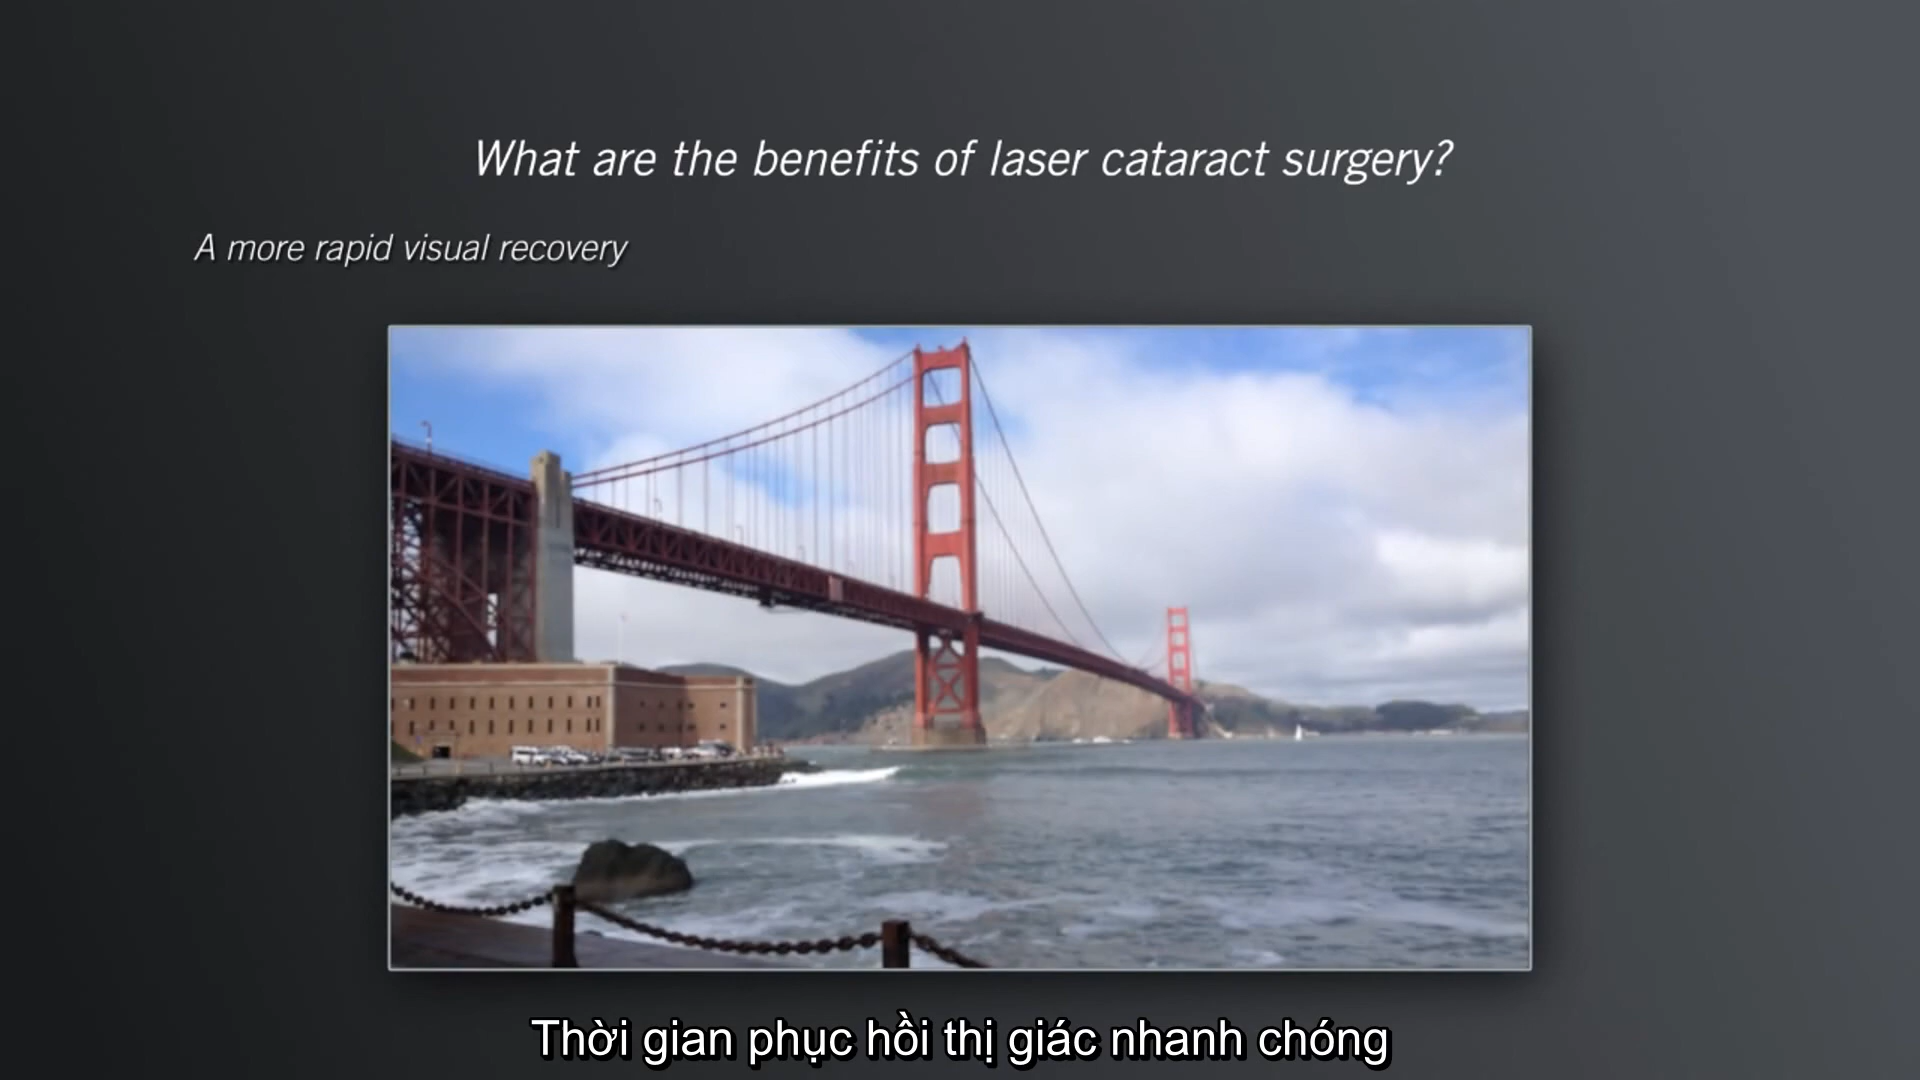 What are the benefits of laser cataract surgery?
A more rapid visual recovery
Thời gian phục hồi thị giác nhanh chóng